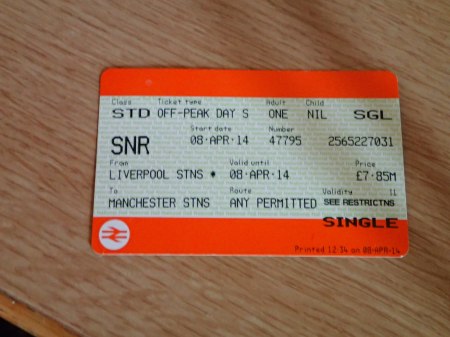 Class Ticket type Adult Child
STD OFF-PEAK DAY S ONE NIL SGL
Start date Number
SNR 08·APR·14 47795 2565227031
From Valid until Price
LIVERPOOL STNS * 08·APR·14 £7·85M
To Route Validity 11
MANCHESTER STNS ANY PERMITTED SEE RESTRICTNS
SINGLE
Printed 12:34 on 08-APR-14